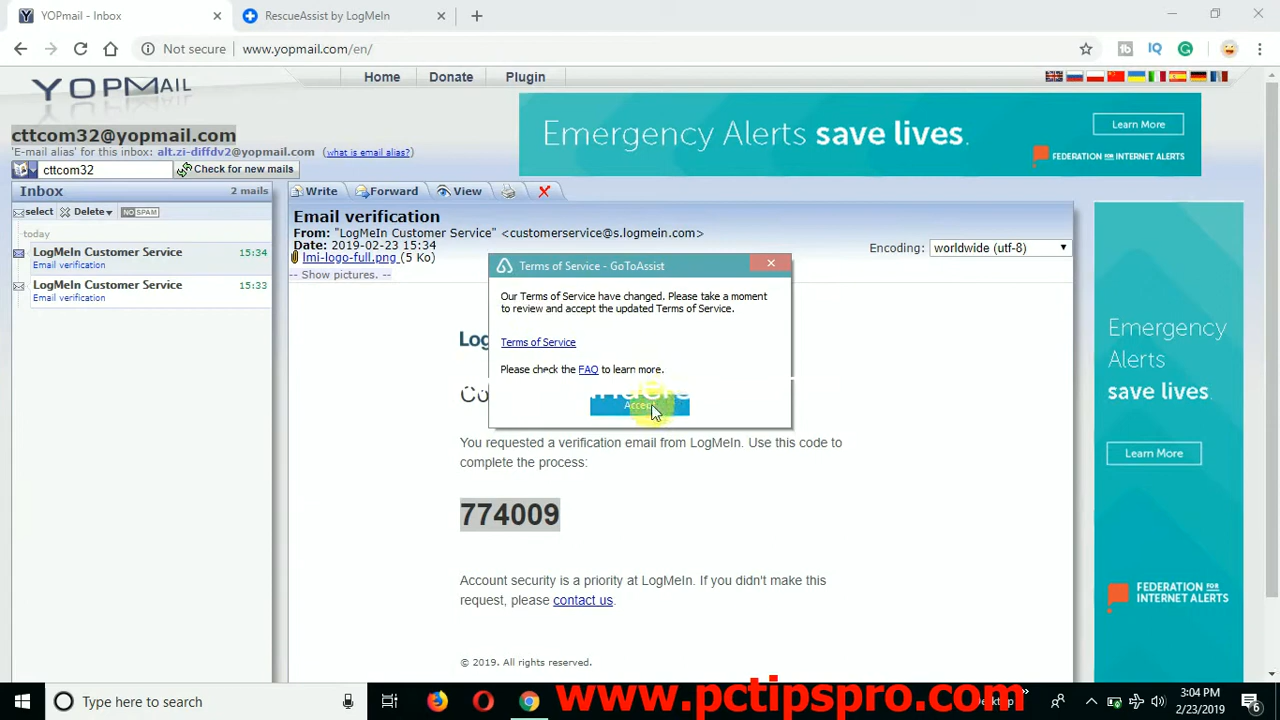 YOPmail - Inbox
RescueAssist by LogMeIn
Not secure
www.yopmail.com/en/
YOPMAIL
Home
Donate
Plugin
cttcom32@yopmail.com
'E-mail alias' for this inbox: alt.zi-diffdv2@yopmail.com (what is email alias?)
cttcom32
Check for new mails
Emergency Alerts save lives.
Learn More
FEDERATION FOR INTERNET ALERTS
Inbox
2 mails
select
Delete
NO SPAM
today
LogMeIn Customer Service 15:34
Email verification
LogMeIn Customer Service 15:33
Email verification
Write
Forward
View
Email verification
From: "LogMeIn Customer Service" <customerservice@s.logmein.com>
Date: 2019-02-23 15:34
lmi-logo-full.png (5 Ko)
-- Show pictures. --
Encoding: worldwide (utf-8)
Terms of Service - GoToAssist
Our Terms of Service have changed. Please take a moment
to review and accept the updated Terms of Service.
Terms of Service
Please check the FAQ to learn more.
Accept
You requested a verification email from LogMeIn. Use this code to
complete the process:
774009
Account security is a priority at LogMeIn. If you didn't make this
request, please contact us.
© 2019. All rights reserved.
Emergency
Alerts
save lives.
Learn More
FEDERATION FOR
INTERNET ALERTS
Type here to search
www.pctipspro.com
Desktop
3:04 PM
2/23/2019
6